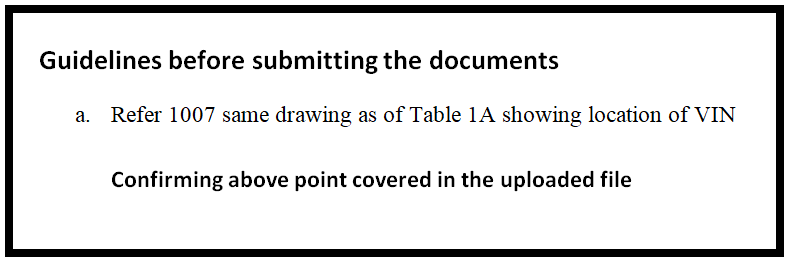 Guidelines before submitting the documents
a. Refer 1007 same drawing as of Table 1A showing location of VIN
Confirming above point covered in the uploaded file